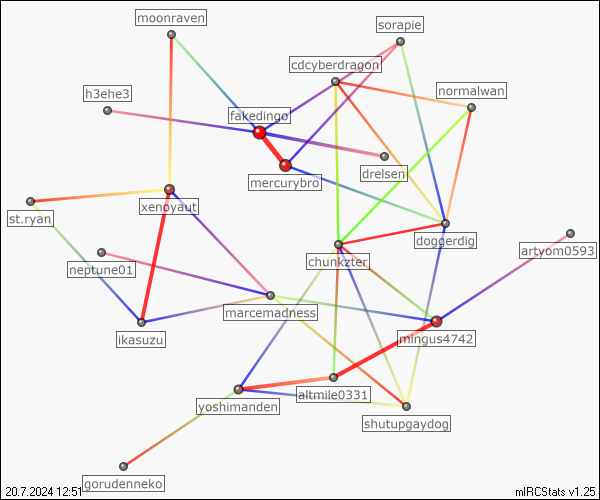 moonraven
sorapie
cdcyberdragon
h3ehe3
normalwan
fakedingo
drelsen
mercurybro
xenoyaut
st.ryan
doggerdig
artyom0593
chunkzter
neptune01
marcemadness
ikasuzu
mingus4742
altmile0331
yoshimanden
shutupgaydog
gorudenneko
20.7.2024 12:51
mIRCStats v1.25